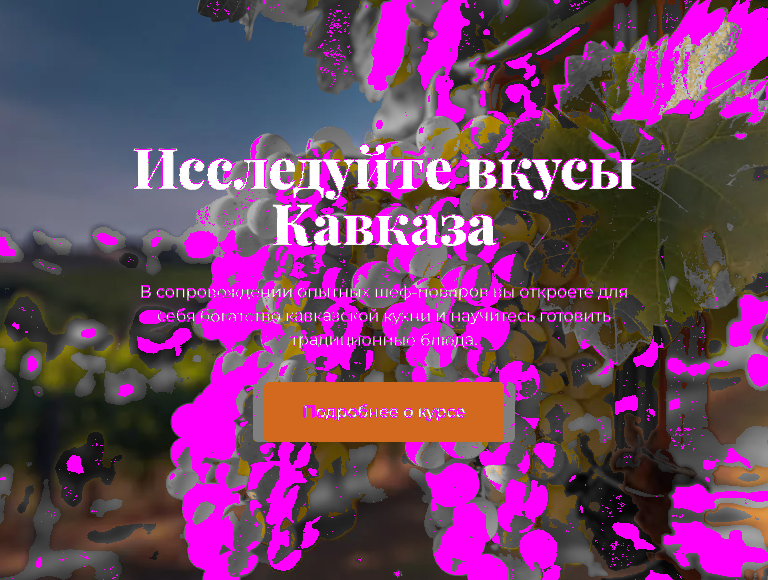 Исследуйте вкусы
Кавказа
В сопровождении опытных шеф-поваров вы откроете для
себя богатство кавказской кухни и научитесь готовить
традиционные блюда.
Подробнее о курсе